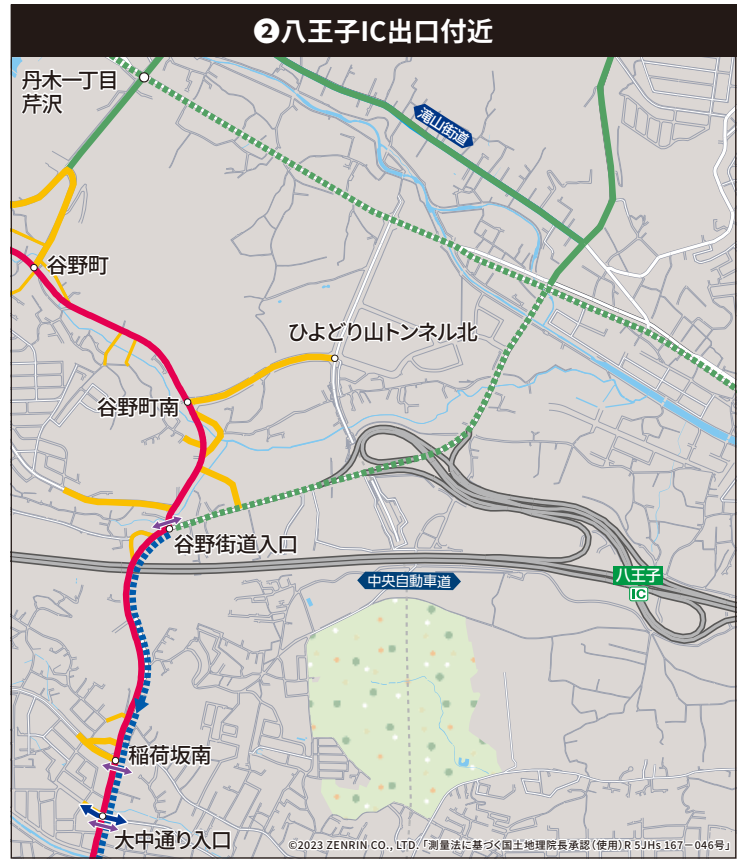 ❷八王子IC出口付近
丹木一丁目
芹沢
滝山街道
谷野町
ひよどり山トンネル北
谷野町南
谷野街道入口
中央自動車道
八王子
IC
稲荷坂南
大中通り入口
©2023 ZENRIN CO., LTD.「測量法に基づく国土地理院長承認(使用)R 5JHs 167－046号」